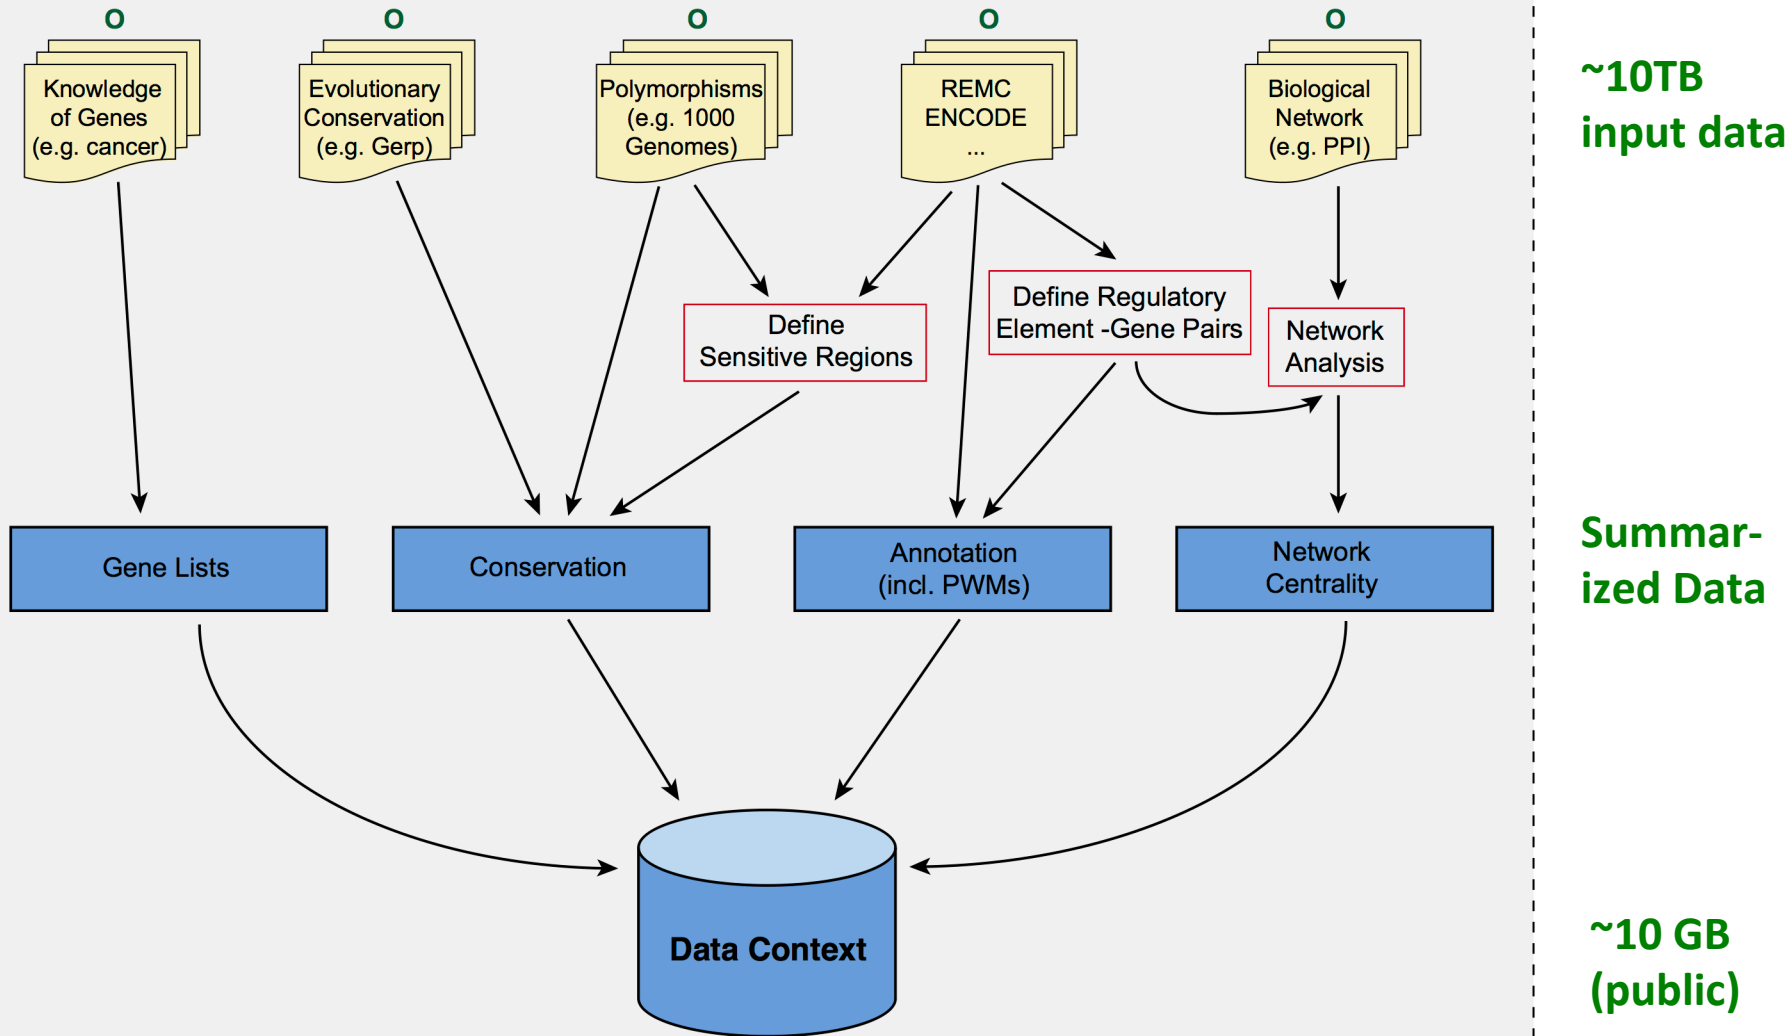 O O O O O
Knowledge
of Genes
(e.g. cancer)
Evolutionary
Conservation
(e.g. Gerp)
Polymorphisms
(e.g. 1000
Genomes)
REMC
ENCODE
...
Biological
Network
(e.g. PPI)
~10TB
input data
Define
Sensitive Regions
Define Regulatory
Element -Gene Pairs
Network
Analysis
Gene Lists
Conservation
Annotation
(incl. PWMs)
Network
Centrality
Summar-
ized Data
Data Context
~10 GB
(public)